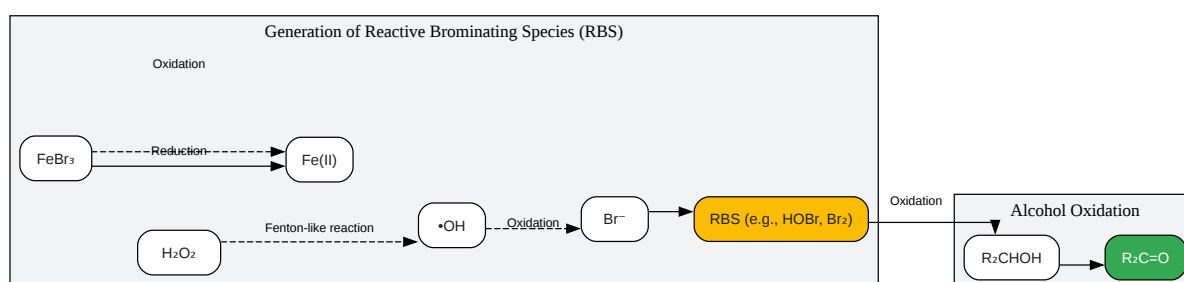 Generation of Reactive Brominating Species (RBS)
Oxidation
FeBr₃
Reduction
Fe(II)
H₂O₂
Fenton-like reaction
•OH
Oxidation
Br⁻
RBS (e.g., HOBr, Br₂)
Oxidation
Alcohol Oxidation
R₂CHOH
R₂C=O